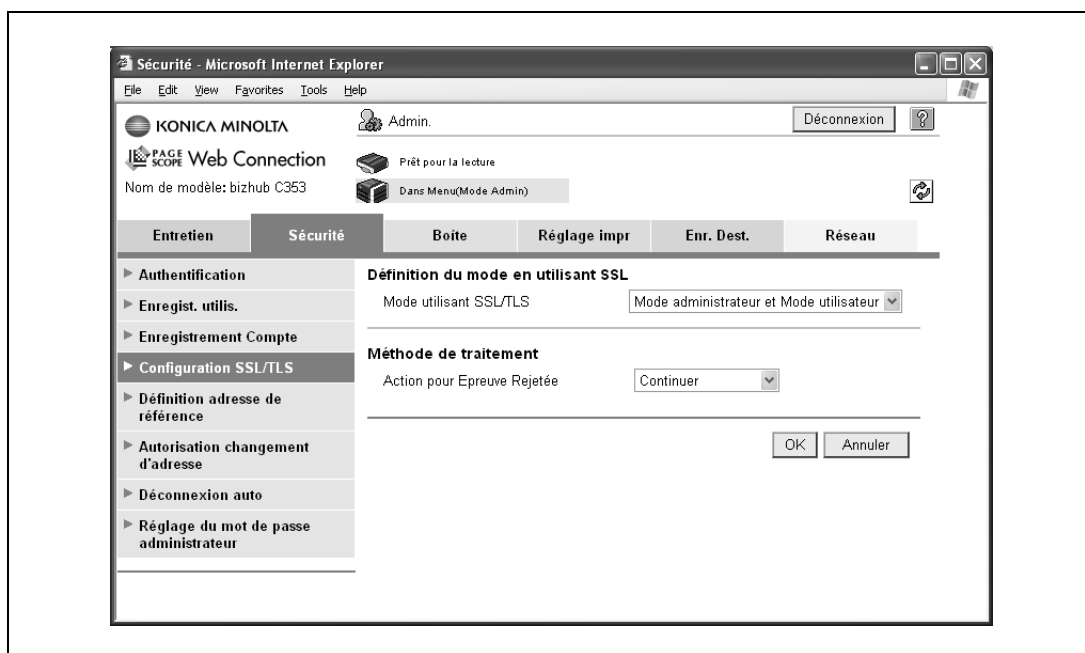 Sécurité - Microsoft Internet Explorer
File Edit View Favorites Tools Help
KONICA MINOLTA
Admin.
Déconnexion
?
PAGE SCOPE Web Connection
Prêt pour la lecture
Nom de modèle: bizhub C353
Dans Menu(Mode Admin)
Entretien Sécurité Boîte Réglage impr Enr. Dest. Réseau
Authentification
Enregist. utilis.
Enregistrement Compte
Configuration SSL/TLS
Définition adresse de
référence
Autorisation changement
d'adresse
Déconnexion auto
Réglage du mot de passe
administrateur
Définition du mode en utilisant SSL
Mode utilisant SSL/TLS Mode administrateur et Mode utilisateur
Méthode de traitement
Action pour Epreuve Rejetée Continuer
OK Annuler